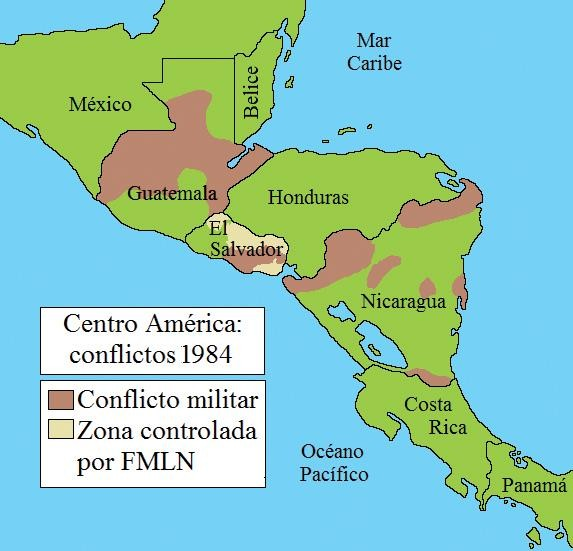 Mar
Caribe
México
Belice
Guatemala
Honduras
El
Salvador
Nicaragua
Centro América:
conflictos 1984
Conflicto militar
Zona controlada
por FMLN
Costa
Rica
Océano
Pacífico
Panamá